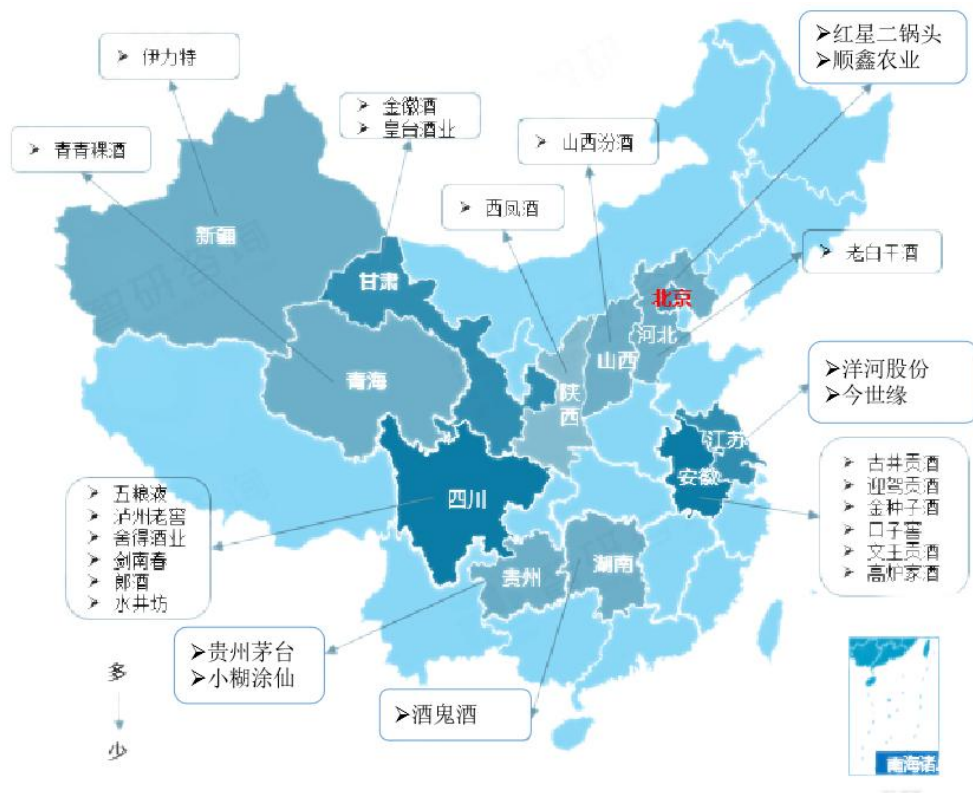 红星二锅头
顺鑫农业
伊力特
金徽酒
皇台酒业
山西汾酒
青青稞酒
西凤酒
老白干酒
新疆
甘肃
北京
河北
山西
青海
陕西
洋河股份
今世缘
江苏
安徽
四川
古井贡酒
迎驾贡酒
金种子酒
口子窖
文王贡酒
高炉家酒
五粮液
泸州老窖
舍得酒业
剑南春
郎酒
水井坊
贵州
湖南
贵州茅台
小糊涂仙
酒鬼酒
多
少
南海诸
智研咨询